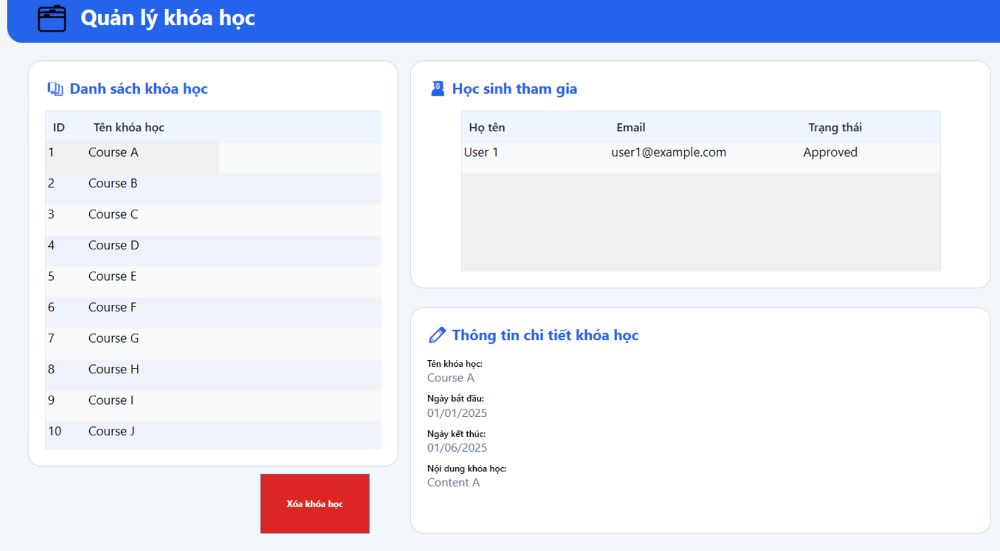 Quản lý khóa học
Danh sách khóa học
ID Tên khóa học
1 Course A
2 Course B
3 Course C
4 Course D
5 Course E
6 Course F
7 Course G
8 Course H
9 Course I
10 Course J
Xóa khóa học
Học sinh tham gia
Họ tên Email Trạng thái
User 1 user1@example.com Approved
Thông tin chi tiết khóa học
Tên khóa học:
Course A
Ngày bắt đầu:
01/01/2025
Ngày kết thúc:
01/06/2025
Nội dung khóa học:
Content A